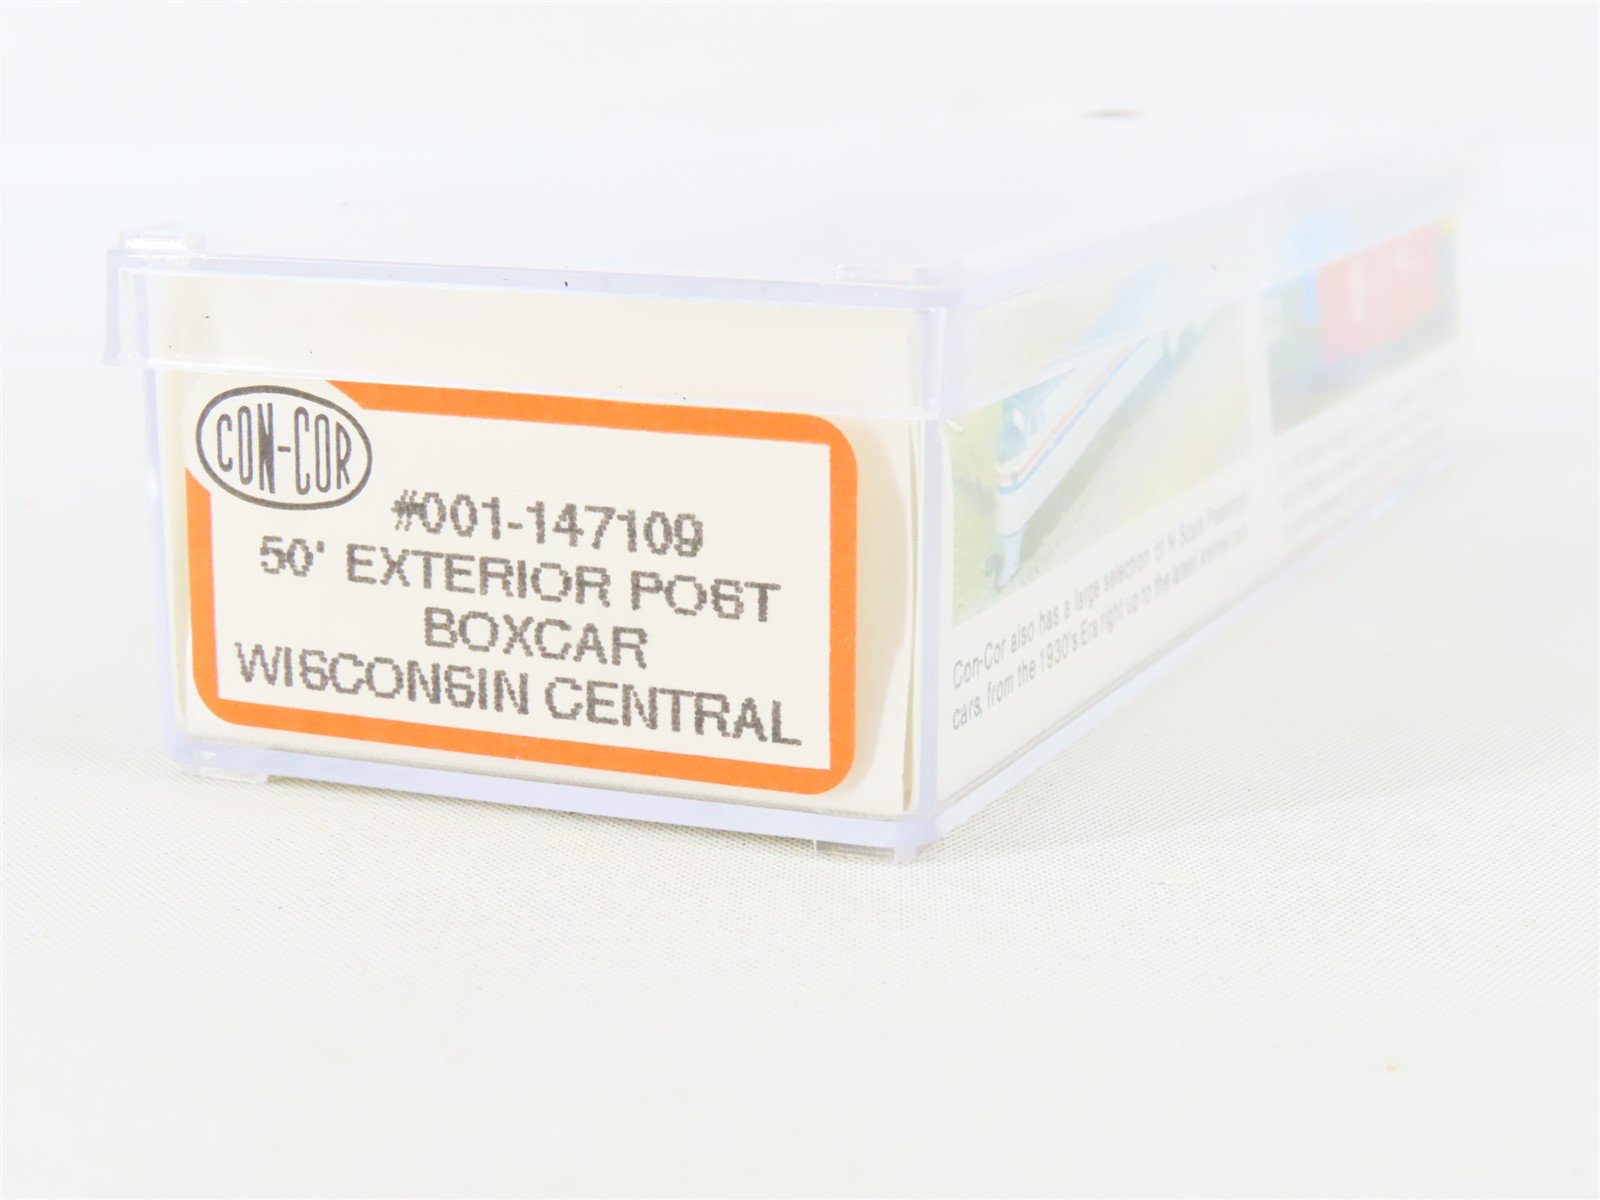 CON-COR
#001-147109
50' EXTERIOR POST
BOXCAR
WISCONSIN CENTRAL
Con-Cor also has a large selection of N Scale Passenger
cars, from the 1930's Era right up to the latest Amtrak cars.